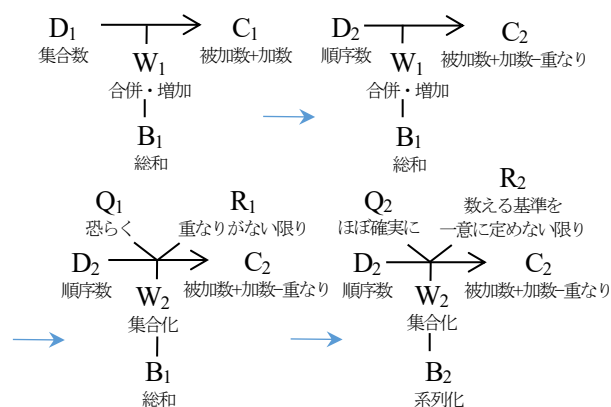 D1 C1
集合数 被加数+加数
W1
合併・増加
B1
総和
D2 C2
順序数 被加数+加数-重なり
W1
合併・増加
B1
総和
Q1 R1
恐らく 重なりがない限り
D2 C2
順序数 被加数+加数-重なり
W2
集合化
B1
総和
Q2 R2
ほぼ確実に 数える基準を
一意に定めない限り
D2 C2
順序数 被加数+加数-重なり
W2
集合化
B2
系列化